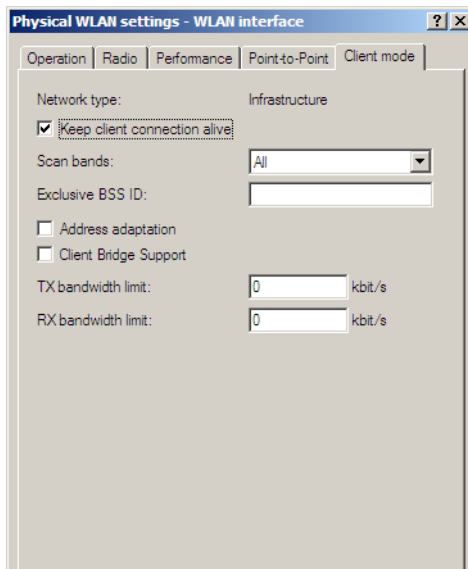 Physical WLAN settings - WLAN interface
Operation Radio Performance Point-to-Point Client mode
Network type: Infrastructure
Keep client connection alive
Scan bands: All
Exclusive BSS ID:
Address adaptation
Client Bridge Support
TX bandwidth limit: 0 kbit/s
RX bandwidth limit: 0 kbit/s